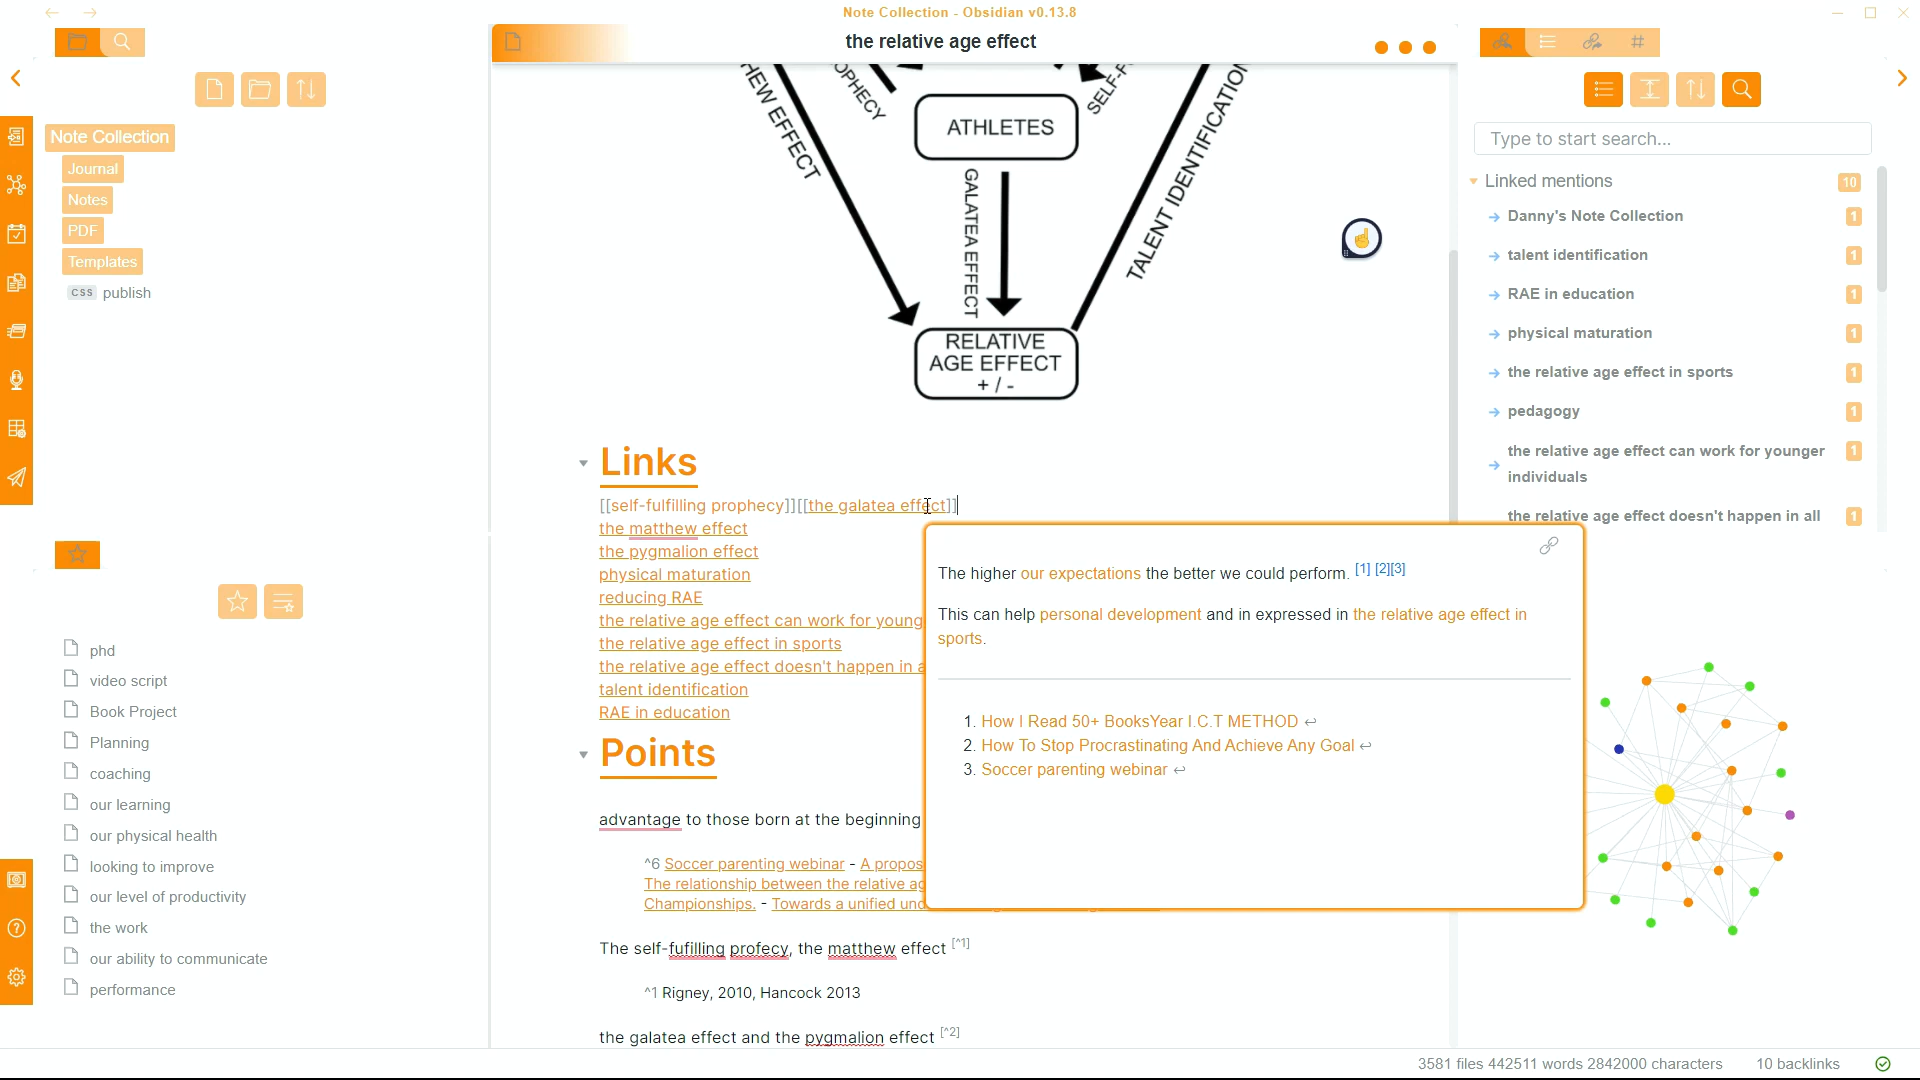 Note Collection - Obsidian v0.13.8
the relative age effect
Note Collection
Journal
Notes
PDF
Templates
CSS publish
phd
video script
Book Project
Planning
coaching
our learning
our physical health
looking to improve
our level of productivity
the work
our ability to communicate
performance
ATHLETES
GALATEA EFFECT
TALENT IDENTIFICATION
RELATIVE
AGE EFFECT
+ / -
Links
[[self-fulfilling prophecy]][[the galatea effect]]
the matthew effect
the pygmalion effect
physical maturation
reducing RAE
the relative age effect can work for young
the relative age effect in sports
the relative age effect doesn't happen in a
talent identification
RAE in education
Points
advantage to those born at the beginning
^6 Soccer parenting webinar - A propos
The relationship between the relative ag
Championships. - Towards a unified und
The self-fufilling profecy, the matthew effect [^1]
^1 Rigney, 2010, Hancock 2013
the galatea effect and the pygmalion effect [^2]
The higher our expectations the better we could perform. [1] [2][3]
This can help personal development and in expressed in the relative age effect in
sports.
1. How I Read 50+ BooksYear I.C.T METHOD ↩
2. How To Stop Procrastinating And Achieve Any Goal ↩
3. Soccer parenting webinar ↩
#
Type to start search...
Linked mentions 10
Danny's Note Collection 1
talent identification 1
RAE in education 1
physical maturation 1
the relative age effect in sports 1
pedagogy 1
the relative age effect can work for younger 1
individuals
the relative age effect doesn't happen in all 1
3581 files 442511 words 2842000 characters 10 backlinks